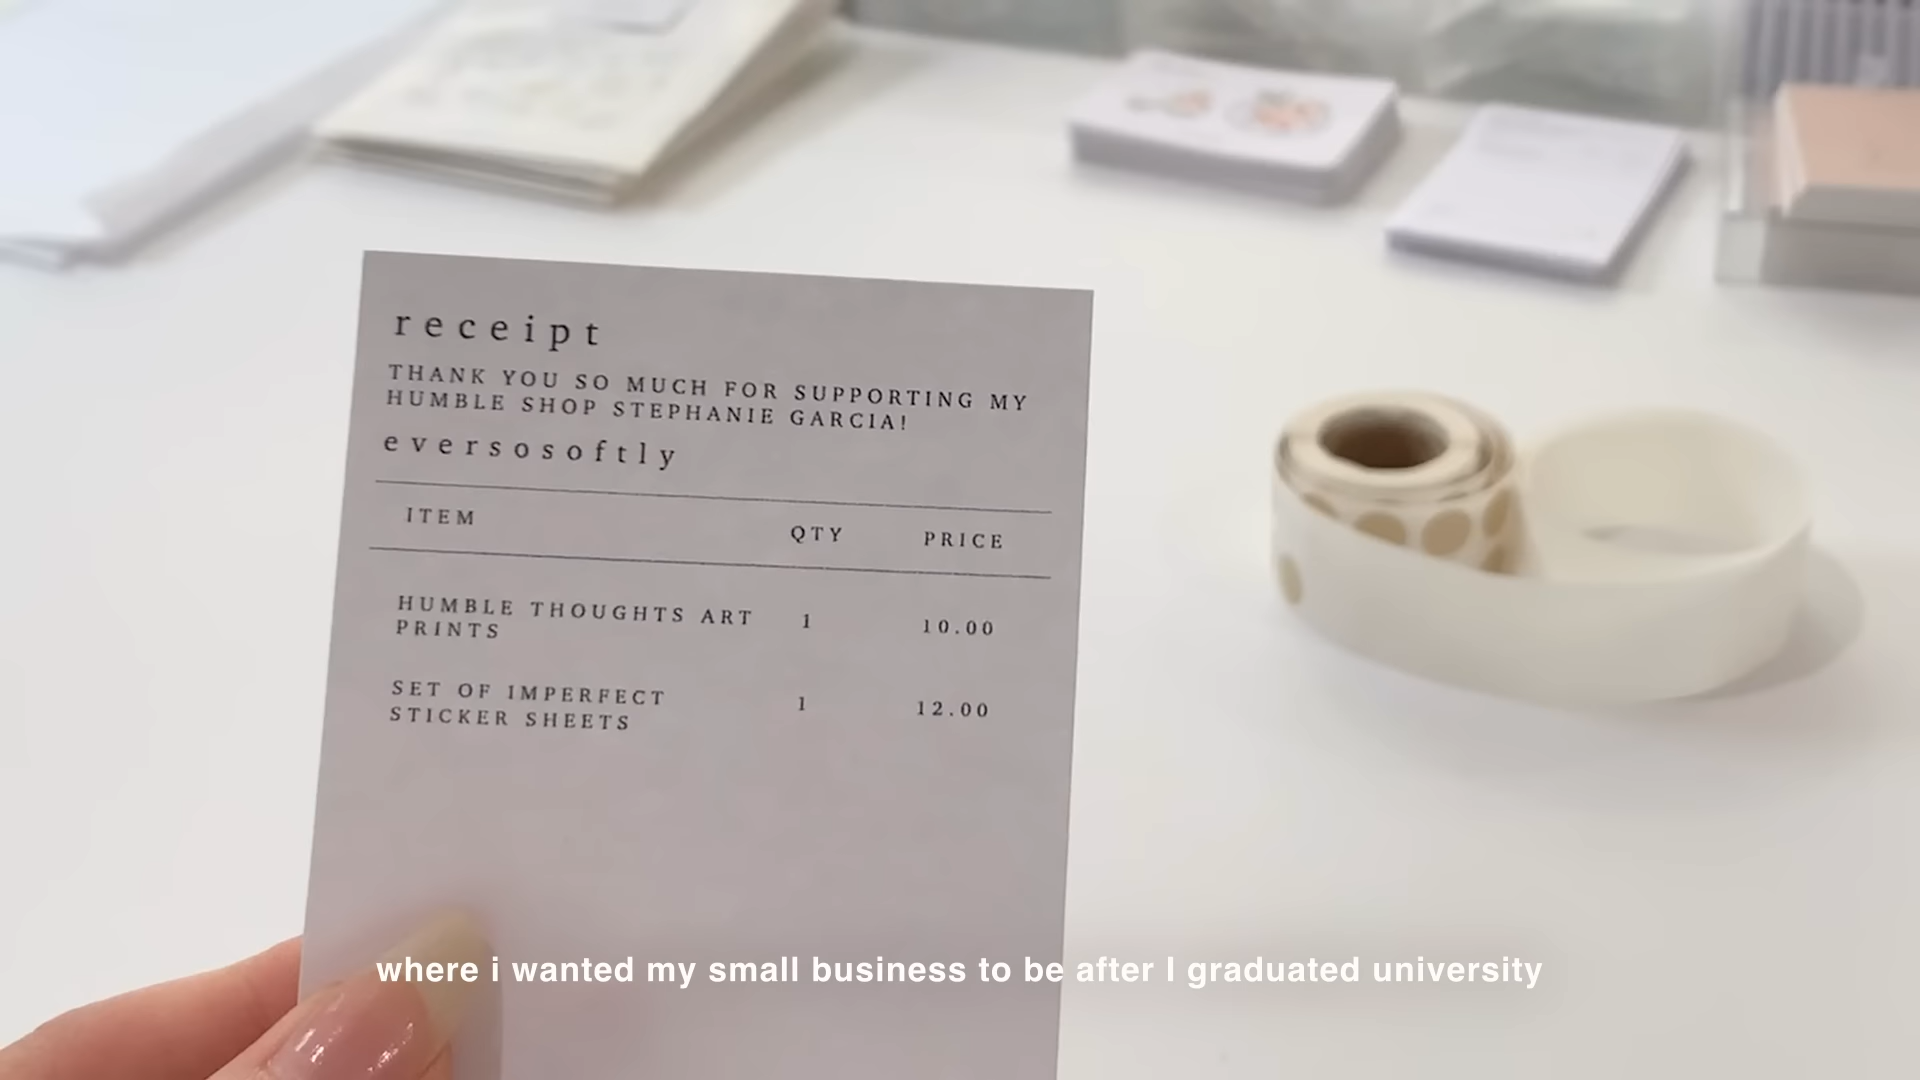 receipt
THANK YOU SO MUCH FOR SUPPORTING MY
HUMBLE SHOP STEPHANIE GARCIA!
eversosoftly
ITEM QTY PRICE
HUMBLE THOUGHTS ART 1 10.00
PRINTS
SET OF IMPERFECT 1 12.00
STICKER SHEETS
where i wanted my small business to be after I graduated university